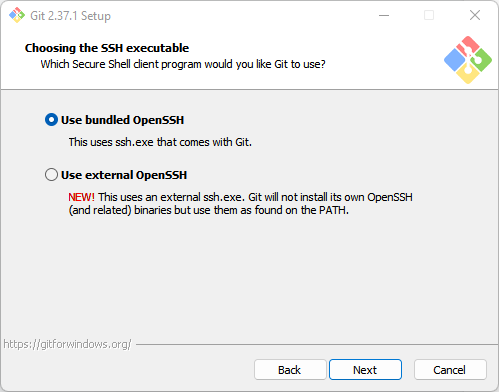 Git 2.37.1 Setup
Choosing the SSH executable
Which Secure Shell client program would you like Git to use?
Use bundled OpenSSH
This uses ssh.exe that comes with Git.
Use external OpenSSH
NEW! This uses an external ssh.exe. Git will not install its own OpenSSH
(and related) binaries but use them as found on the PATH.
https://gitforwindows.org/
Back
Next
Cancel